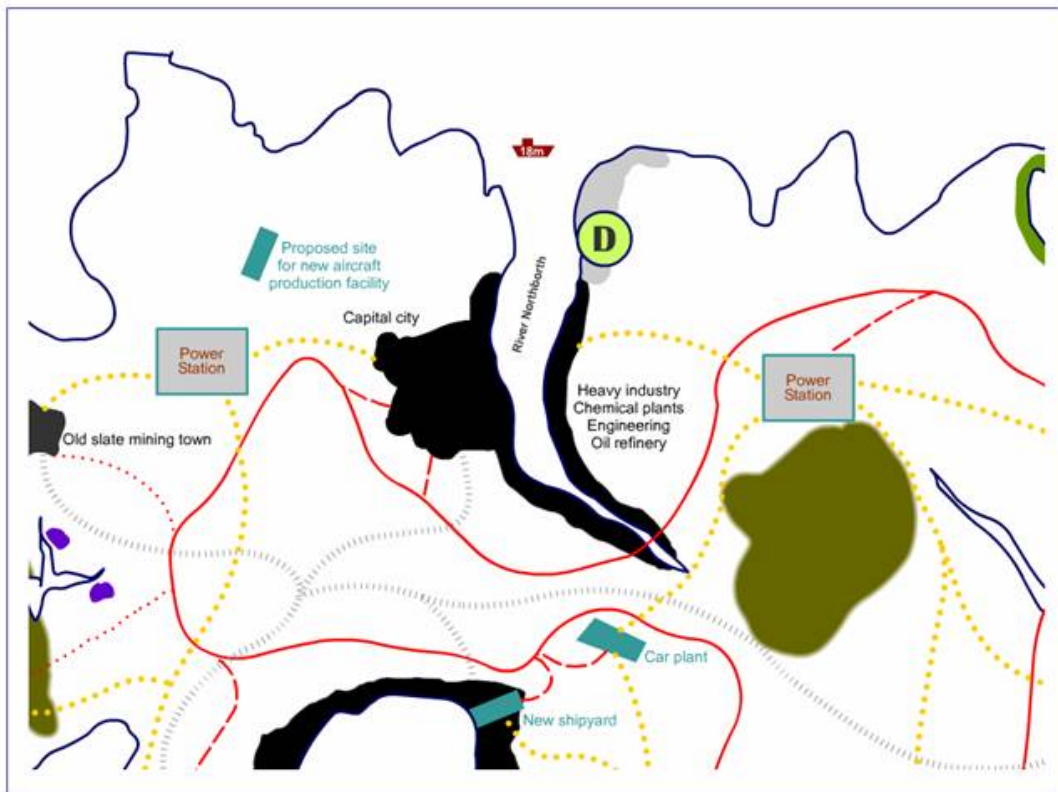 18m
D
Proposed site
for new aircraft
production facility
River Northborth
Capital city
Power
Station
Heavy industry
Chemical plants
Engineering
Oil refinery
Power
Station
Old slate mining town
Car plant
New shipyard